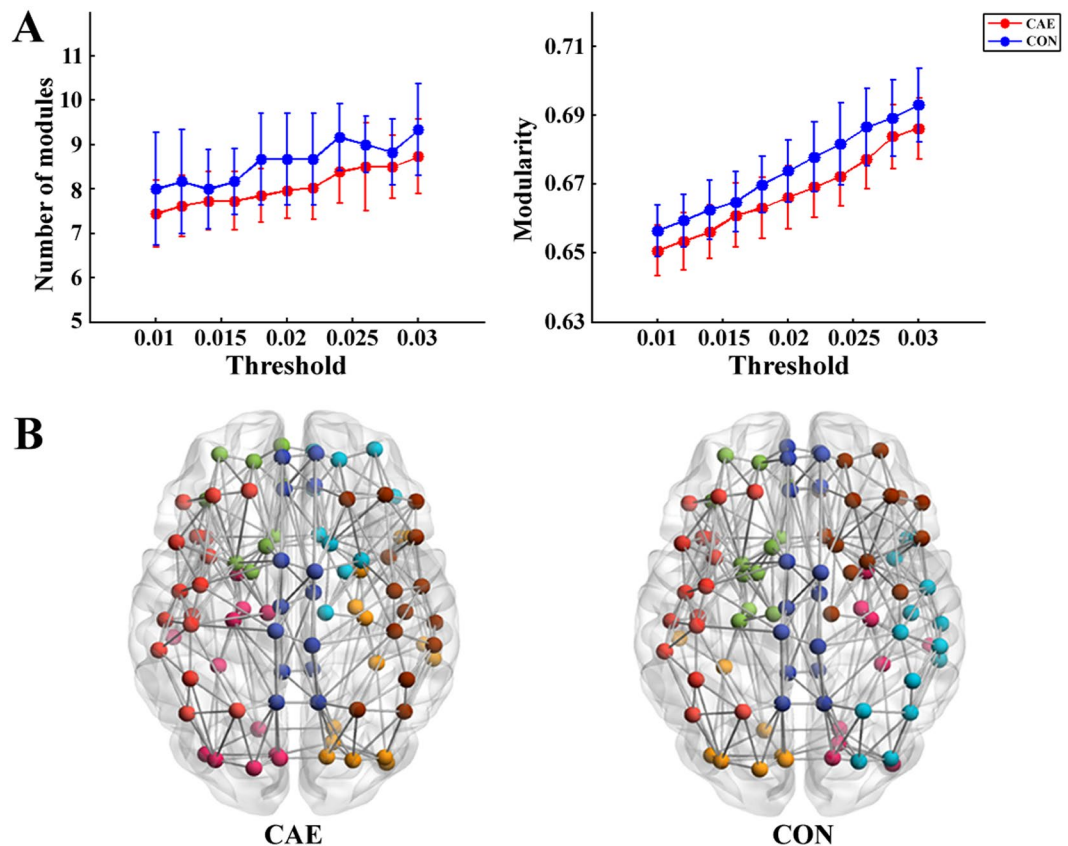 A
CAE
CON
Number of modules
11
10
9
8
7
6
5
0.01 0.015 0.02 0.025 0.03
Threshold
Modularity
0.71
0.69
0.67
0.65
0.63
0.01 0.015 0.02 0.025 0.03
Threshold
B
CAE
CON